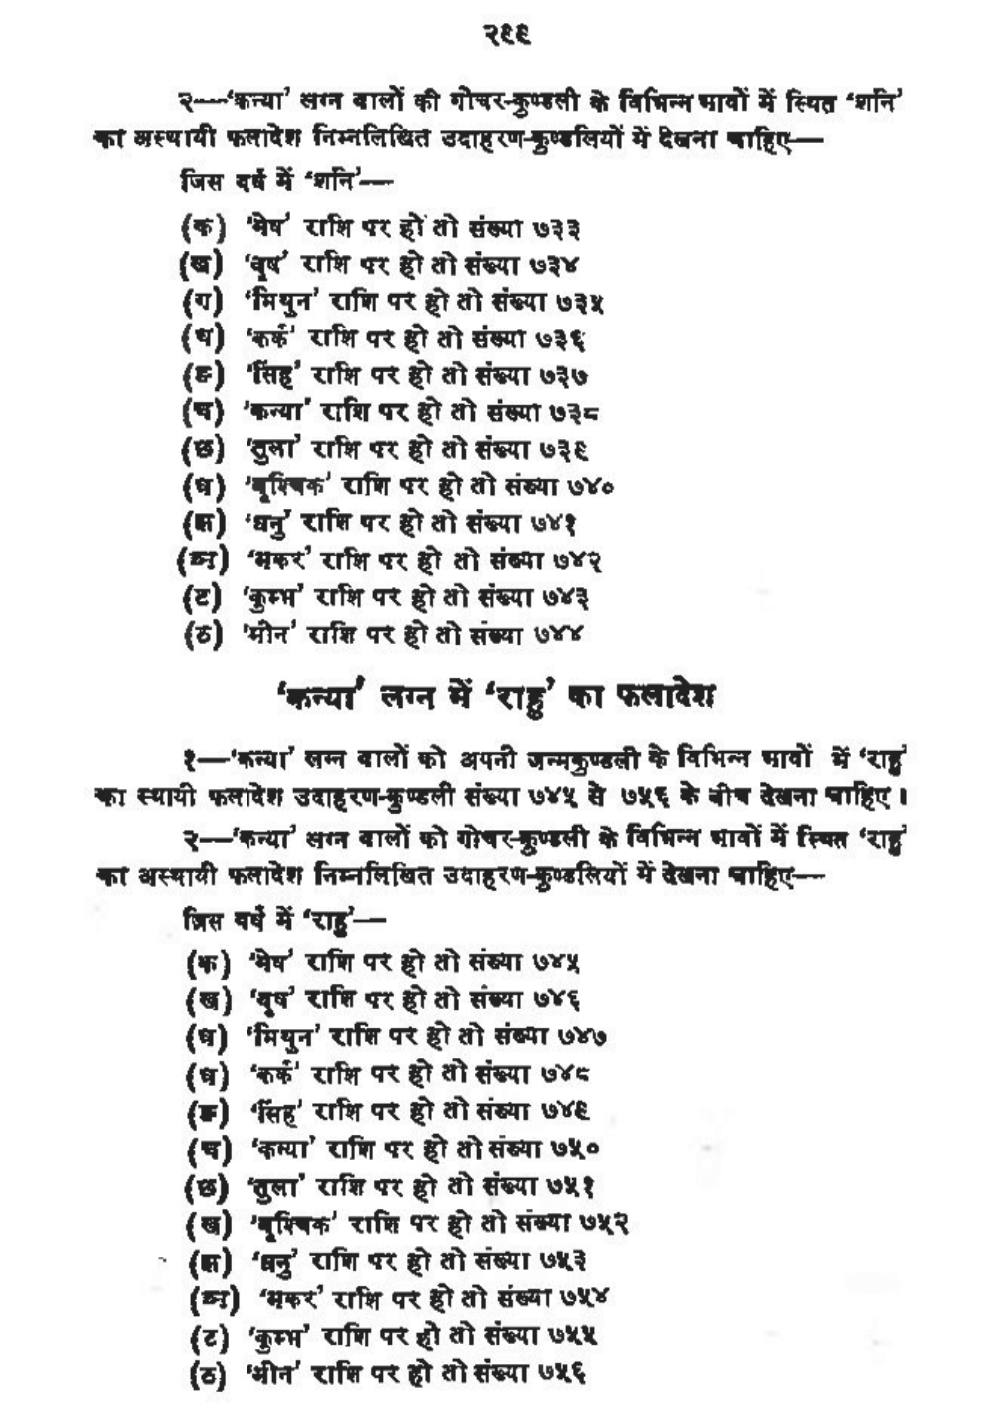 २९९
२—'कन्या' लग्न वालों की गोचर-कुण्डली के विभिन्न भावों में स्थित 'शनि'
का अस्थायी फलादेश निम्नलिखित उदाहरण-कुण्डलियों में देखना चाहिए—
जिस वर्ष में 'शनि'—
(क) 'मेष' राशि पर हो तो संख्या ७३३
(ख) 'वृष' राशि पर हो तो संख्या ७३४
(ग) 'मिथुन' राशि पर हो तो संख्या ७३५
(घ) 'कर्क' राशि पर हो तो संख्या ७३६
(ङ) 'सिंह' राशि पर हो तो संख्या ७३७
(च) 'कन्या' राशि पर हो तो संख्या ७३८
(छ) 'तुला' राशि पर हो तो संख्या ७३९
(ध) 'वृश्चिक' राशि पर हो तो संख्या ७४०
(झ) 'धनु' राशि पर हो तो संख्या ७४१
(ञ) 'मकर' राशि पर हो तो संख्या ७४२
(ट) 'कुम्भ' राशि पर हो तो संख्या ७४३
(ठ) 'मीन' राशि पर हो तो संख्या ७४४
'कन्या' लग्न में 'राहु' का फलादेश
१—'कन्या' लग्न वालों को अपनी जन्मकुण्डली के विभिन्न भावों में 'राहु'
का स्थायी फलादेश उदाहरण-कुण्डली संख्या ७४५ से ७५६ के बीच देखना चाहिए।
२—'कन्या' लग्न वालों को गोचर-कुण्डली के विभिन्न भावों में स्थित 'राहु'
का अस्थायी फलादेश निम्नलिखित उदाहरण-कुण्डलियों में देखना चाहिए—
जिस वर्ष में 'राहु'—
(क) 'मेष' राशि पर हो तो संख्या ७४५
(ख) 'वृष' राशि पर हो तो संख्या ७४६
(ध) 'मिथुन' राशि पर हो तो संख्या ७४७
(घ) 'कर्क' राशि पर हो तो संख्या ७४८
(ङ) 'सिंह' राशि पर हो तो संख्या ७४९
(च) 'कन्या' राशि पर हो तो संख्या ७५०
(छ) 'तुला' राशि पर हो तो संख्या ७५१
(ख) 'वृश्चिक' राशि पर हो तो संख्या ७५२
(झ) 'धनु' राशि पर हो तो संख्या ७५३
(ञ) 'मकर' राशि पर हो तो संख्या ७५४
(ट) 'कुम्भ' राशि पर हो तो संख्या ७५५
(ठ) 'मीन' राशि पर हो तो संख्या ७५६